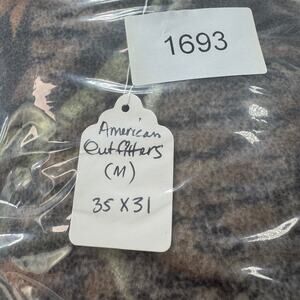 1693
American
Outfitters
(M)
35 X 31